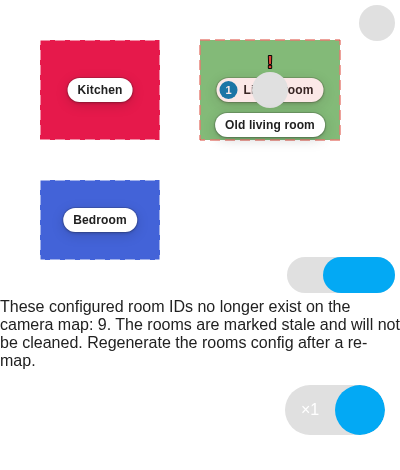 Kitchen
!
1
Old living room
Bedroom
These configured room IDs no longer exist on the
camera map: 9. The rooms are marked stale and will not
be cleaned. Regenerate the rooms config after a re-
map.
×1